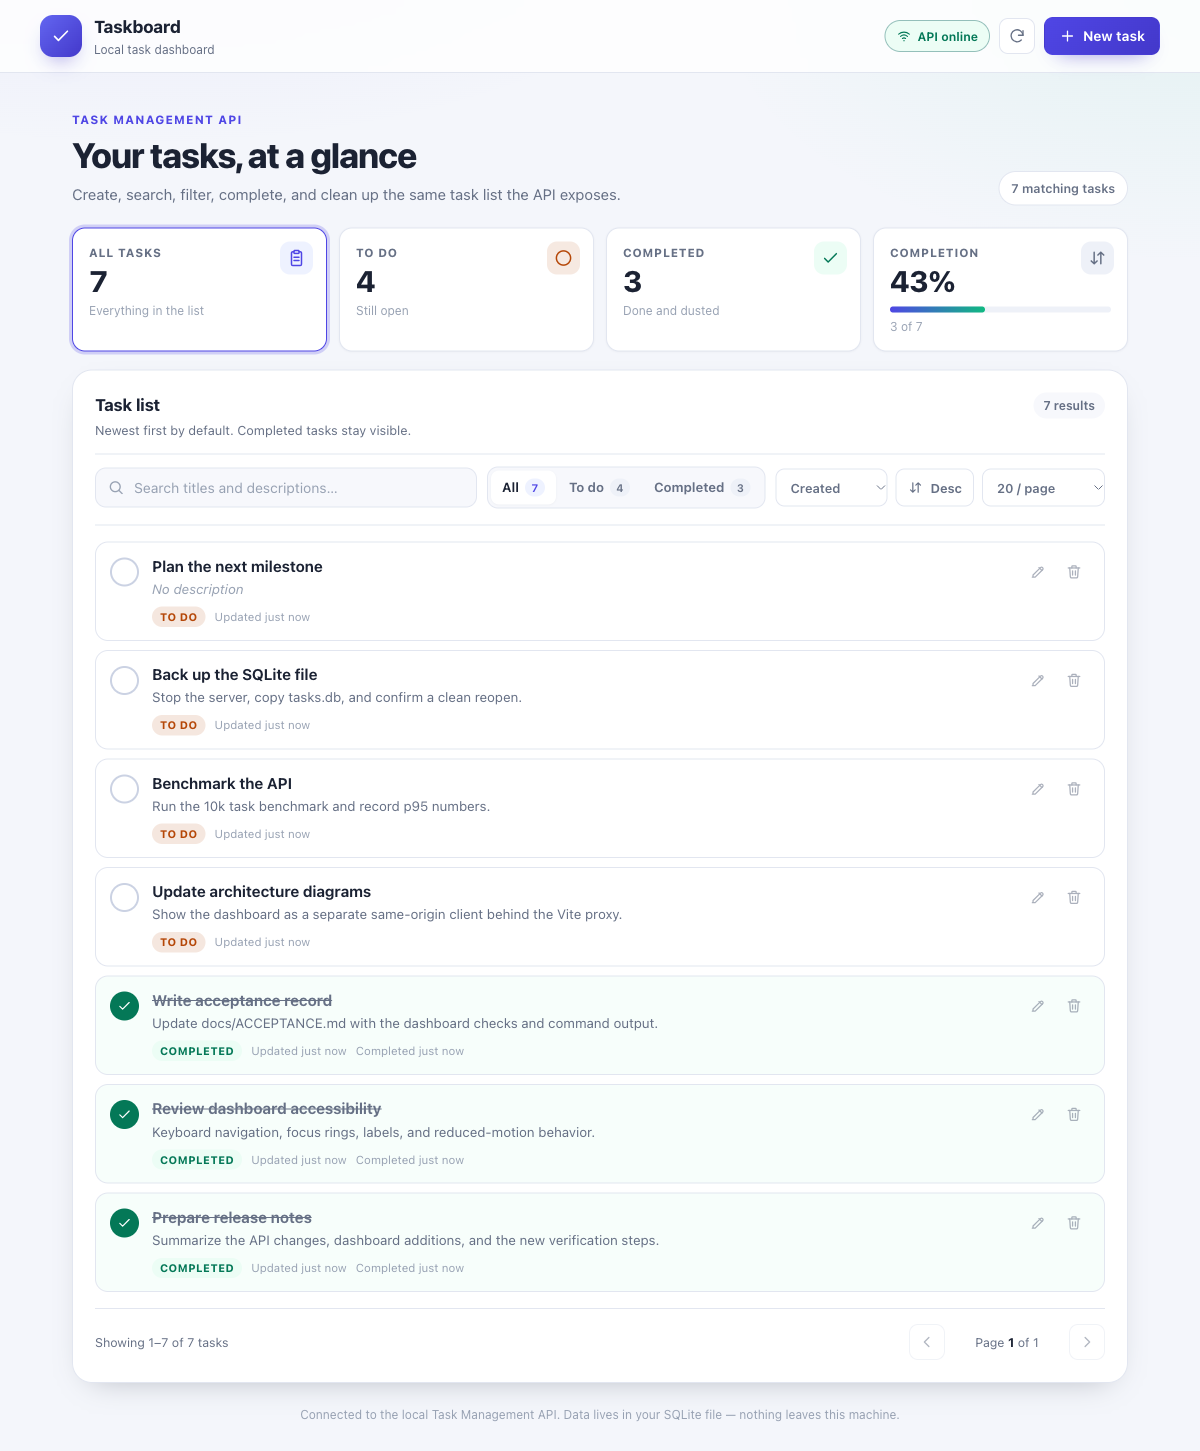 Taskboard
Local task dashboard
API online
New task
TASK MANAGEMENT API
Your tasks, at a glance
Create, search, filter, complete, and clean up the same task list the API exposes.
7 matching tasks
ALL TASKS
7
Everything in the list
TO DO
4
Still open
COMPLETED
3
Done and dusted
COMPLETION
43%
3 of 7
Task list
7 results
Newest first by default. Completed tasks stay visible.
Search titles and descriptions...
All 7
To do 4
Completed 3
Created
Desc
20 / page
Plan the next milestone
No description
TO DO Updated just now
Back up the SQLite file
Stop the server, copy tasks.db, and confirm a clean reopen.
TO DO Updated just now
Benchmark the API
Run the 10k task benchmark and record p95 numbers.
TO DO Updated just now
Update architecture diagrams
Show the dashboard as a separate same-origin client behind the Vite proxy.
TO DO Updated just now
Write acceptance record
Update docs/ACCEPTANCE.md with the dashboard checks and command output.
COMPLETED Updated just now Completed just now
Review dashboard accessibility
Keyboard navigation, focus rings, labels, and reduced-motion behavior.
COMPLETED Updated just now Completed just now
Prepare release notes
Summarize the API changes, dashboard additions, and the new verification steps.
COMPLETED Updated just now Completed just now
Showing 1–7 of 7 tasks
Page 1 of 1
Connected to the local Task Management API. Data lives in your SQLite file — nothing leaves this machine.